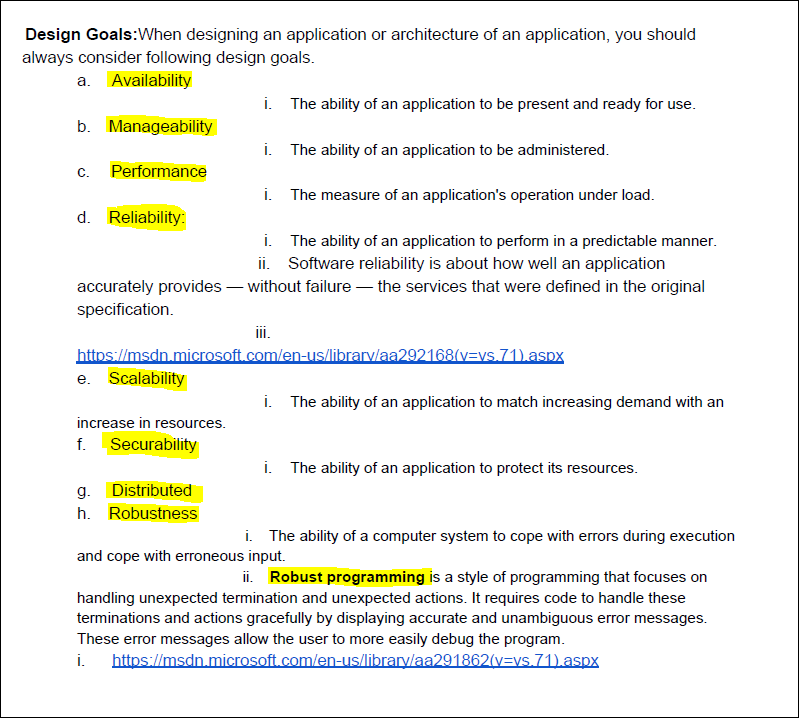 Design Goals:When designing an application or architecture of an application, you should
always consider following design goals.
a. Availability
i. The ability of an application to be present and ready for use.
b. Manageability
i. The ability of an application to be administered.
c. Performance
i. The measure of an application's operation under load.
d. Reliability:
i. The ability of an application to perform in a predictable manner.
ii. Software reliability is about how well an application
accurately provides — without failure — the services that were defined in the original
specification.
iii.
https://msdn.microsoft.com/en-us/library/aa292168(v=vs.71).aspx
e. Scalability
i. The ability of an application to match increasing demand with an
increase in resources.
f. Securability
i. The ability of an application to protect its resources.
g. Distributed
h. Robustness
i. The ability of a computer system to cope with errors during execution
and cope with erroneous input.
ii. Robust programming is a style of programming that focuses on
handling unexpected termination and unexpected actions. It requires code to handle these
terminations and actions gracefully by displaying accurate and unambiguous error messages.
These error messages allow the user to more easily debug the program.
i. https://msdn.microsoft.com/en-us/library/aa291862(v=vs.71).aspx